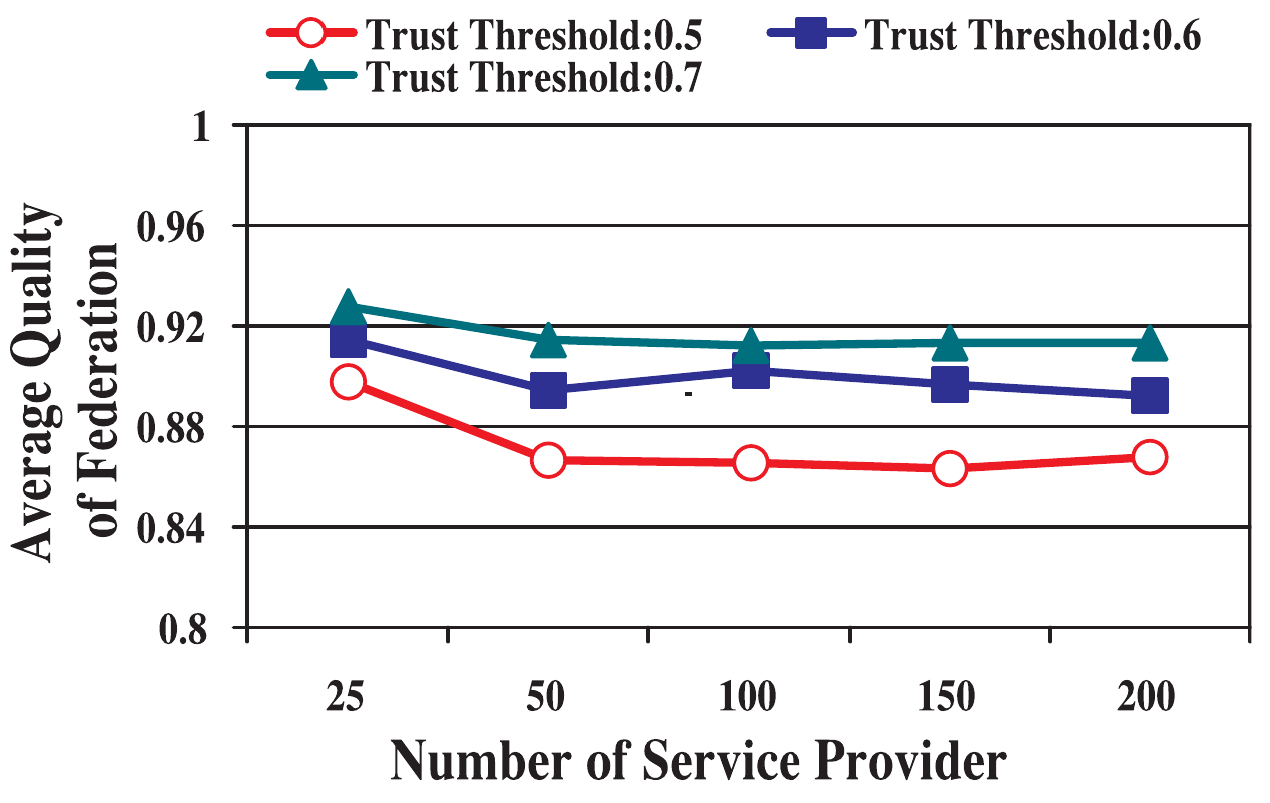 Trust Threshold:0.5
Trust Threshold:0.6
Trust Threshold:0.7
Average Quality
of Federation
1
0.96
0.92
0.88
0.84
0.8
25 50 100 150 200
Number of Service Provider